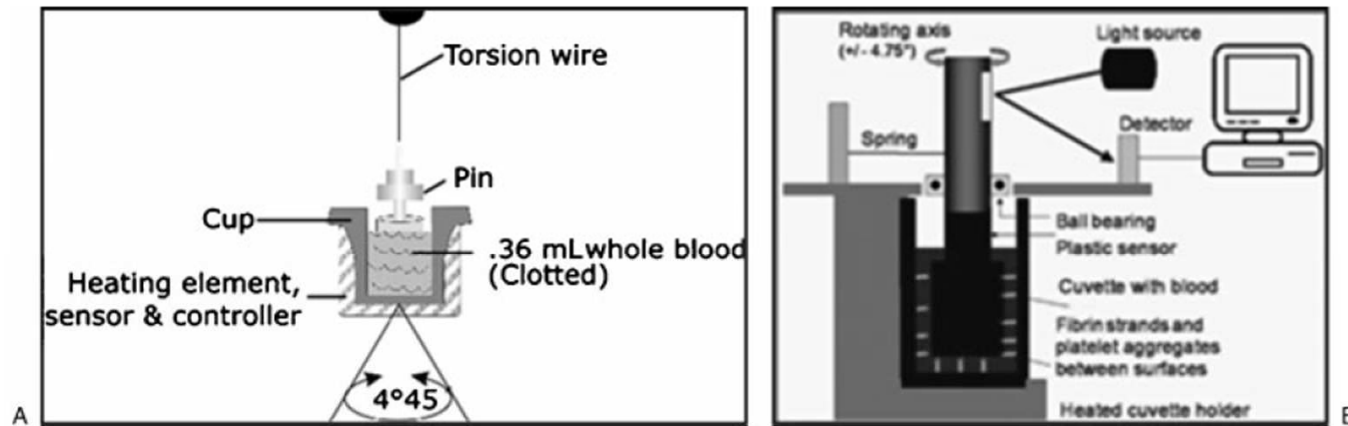 Torsion wire
Pin
Cup
.36 mLwhole blood
(Clotted)
Heating element,
sensor & controller
4°45
A
Rotating axis
(+/- 4.75°)
Light source
Detector
Spring
Ball bearing
Plastic sensor
Cuvette with blood
Fibrin strands and
platelet aggregates
between surfaces
Heated cuvette holder